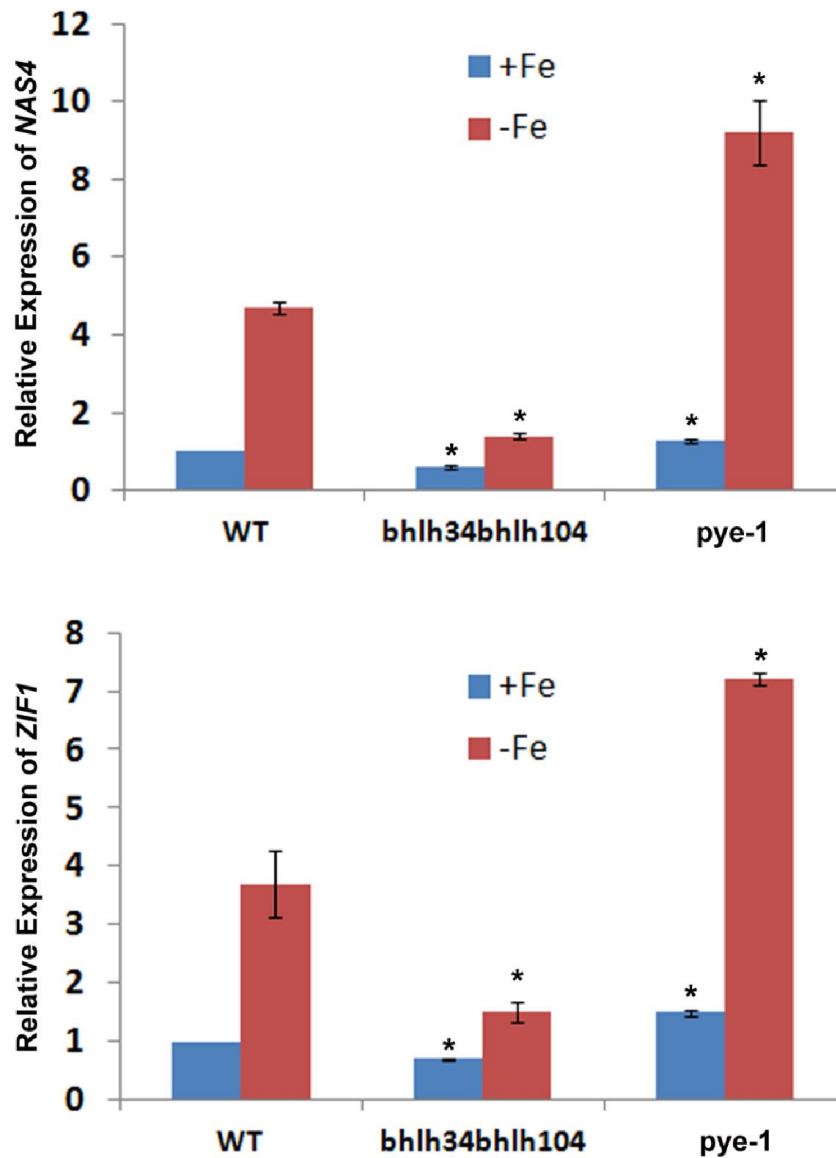 Relative Expression of NAS4
12
10
8
6
4
2
0
+Fe
-Fe
*
*
*
*
WT
bhlh34bhlh104
pye-1
Relative Expression of ZIF1
8
7
6
5
4
3
2
1
0
+Fe
-Fe
*
*
*
*
WT
bhlh34bhlh104
pye-1